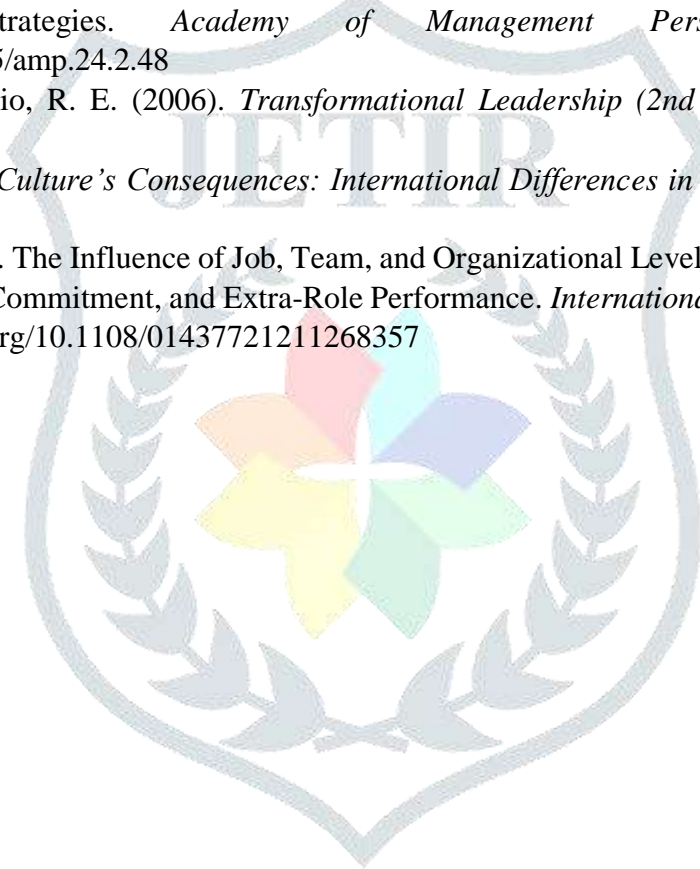 trategies. Academy of Management Pers
/amp.24.2.48
io, R. E. (2006). Transformational Leadership (2nd
JETIR
Culture’s Consequences: International Differences in
. The Influence of Job, Team, and Organizational Level
Commitment, and Extra-Role Performance. Internationa
rg/10.1108/01437721211268357